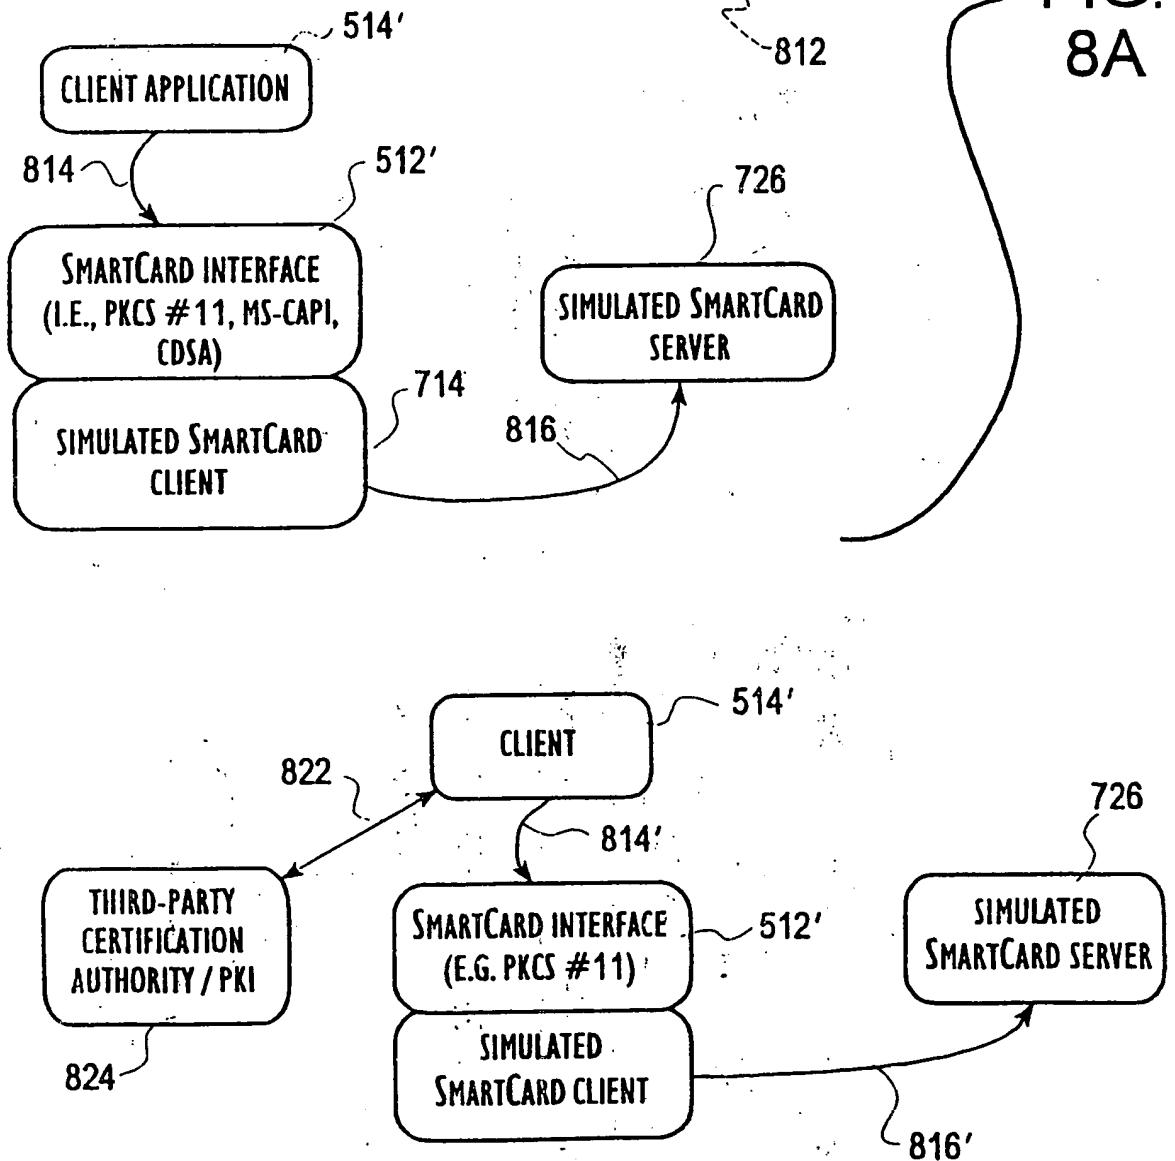 514'
812
8A
CLIENT APPLICATION
814
512'
726
SMARTCARD INTERFACE
(I.E., PKCS #11, MS-CAPI,
CDSA)
SIMULATED SMARTCARD
SERVER
714
SIMULATED SMARTCARD
CLIENT
816
514'
CLIENT
822
726
814'
THIRD-PARTY
CERTIFICATION
AUTHORITY / PKI
SMARTCARD INTERFACE
(E.G. PKCS #11)
512'
SIMULATED
SMARTCARD SERVER
824
SIMULATED
SMARTCARD CLIENT
816'